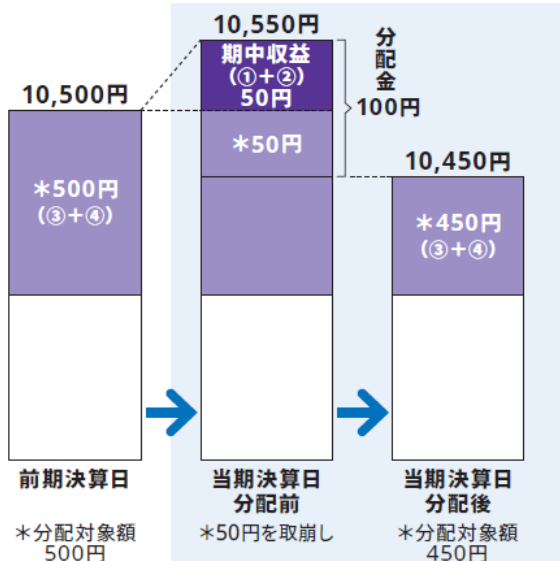 10,500円
＊500円
（③＋④）
前期決算日
＊分配対象額
500円
10,550円
期中収益
（①＋②）
50円
＊50円
分配金
100円
当期決算日
分配前
＊50円を取崩し
10,450円
＊450円
（③＋④）
当期決算日
分配後
＊分配対象額
450円